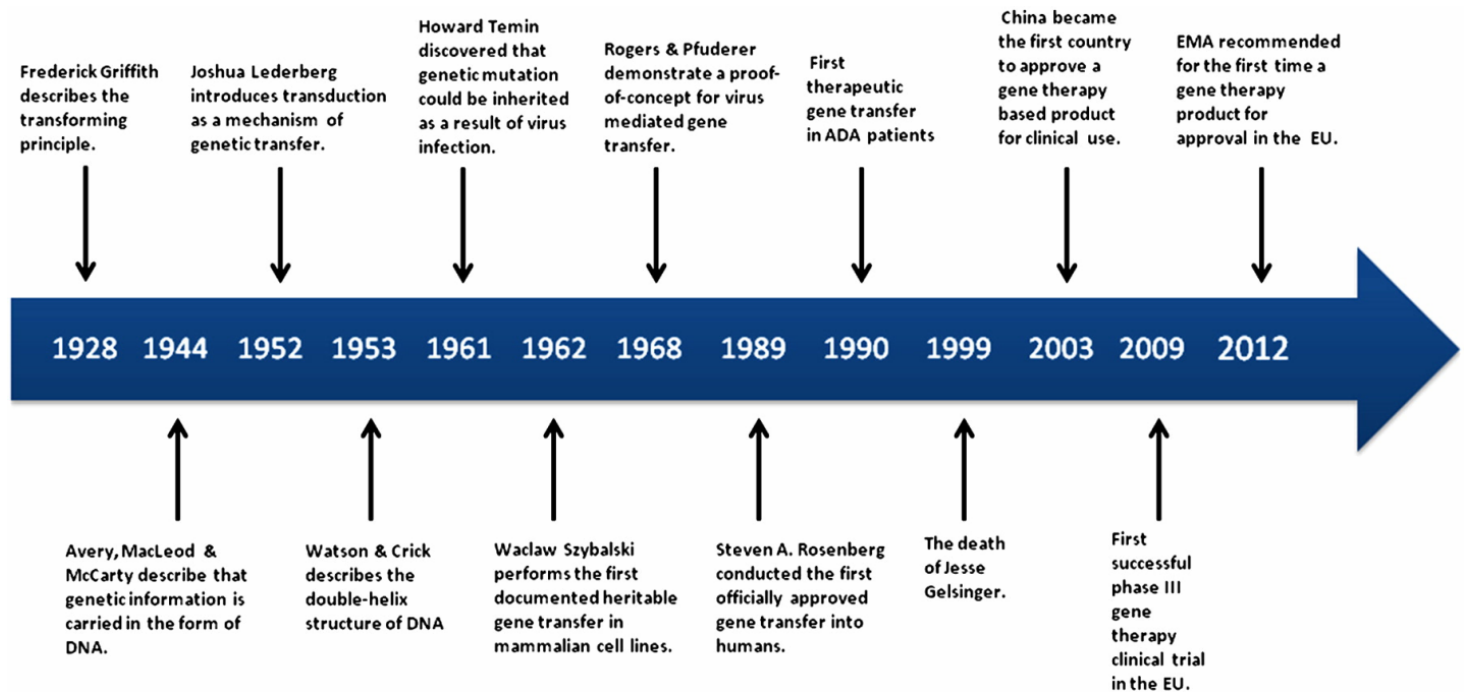 Frederick Griffith
describes the
transforming
principle.
Joshua Lederberg
introduces transduction
as a mechanism of
genetic transfer.
Howard Temin
discovered that
genetic mutation
could be inherited
as a result of virus
infection.
Rogers & Pfuderer
demonstrate a proof-
of-concept for virus
mediated gene
transfer.
First
therapeutic
gene transfer
in ADA patients
China became
the first country
to approve a
gene therapy
based product
for clinical use.
EMA recommended
for the first time a
gene therapy
product for
approval in the EU.
1928 1944 1952 1953 1961 1962 1968 1989 1990 1999 2003 2009 2012
Avery, MacLeod &
McCarty describe that
genetic information is
carried in the form of
DNA.
Watson & Crick
describes the
double-helix
structure of DNA
Waclaw Szybalski
performs the first
documented heritable
gene transfer in
mammalian cell lines.
Steven A. Rosenberg
conducted the first
officially approved
gene transfer into
humans.
The death
of Jesse
Gelsinger.
First
successful
phase III
gene
therapy
clinical trial
in the EU.